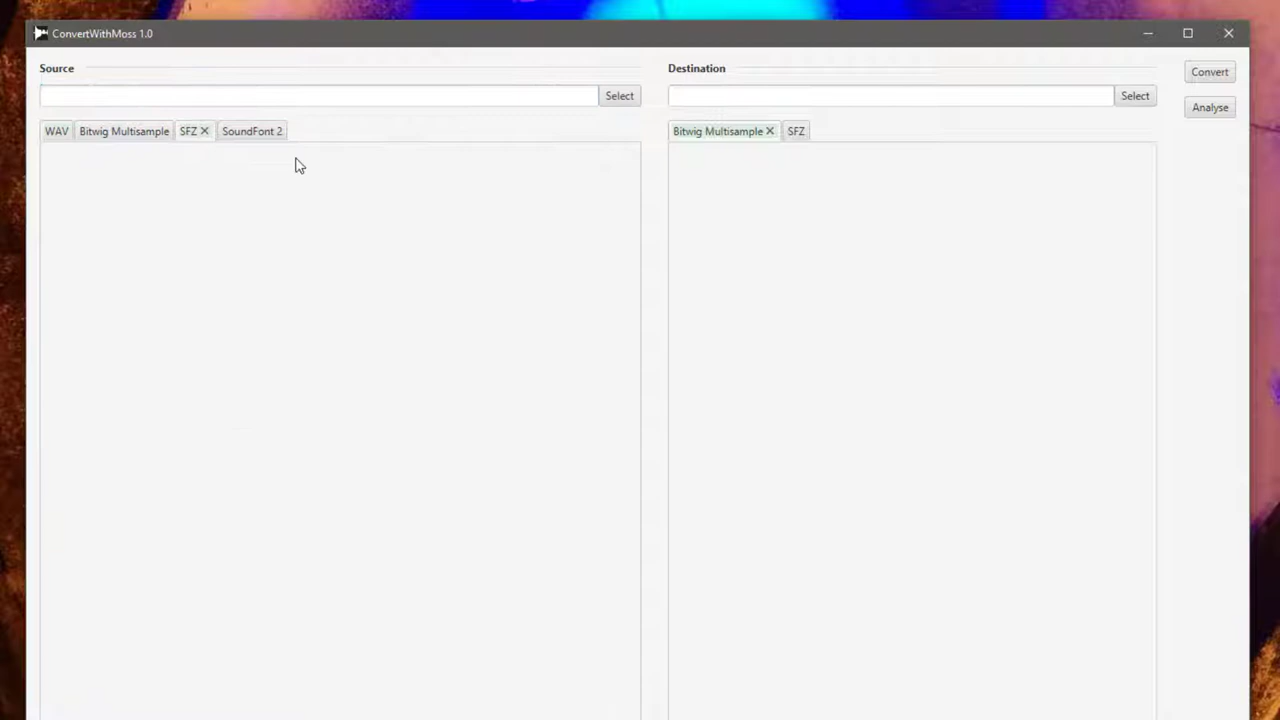 ConvertWithMoss 1.0
Source
Destination
Convert
Select
Select
Analyse
WAV
Bitwig Multisample
SFZ
SoundFont 2
Bitwig Multisample
SFZ